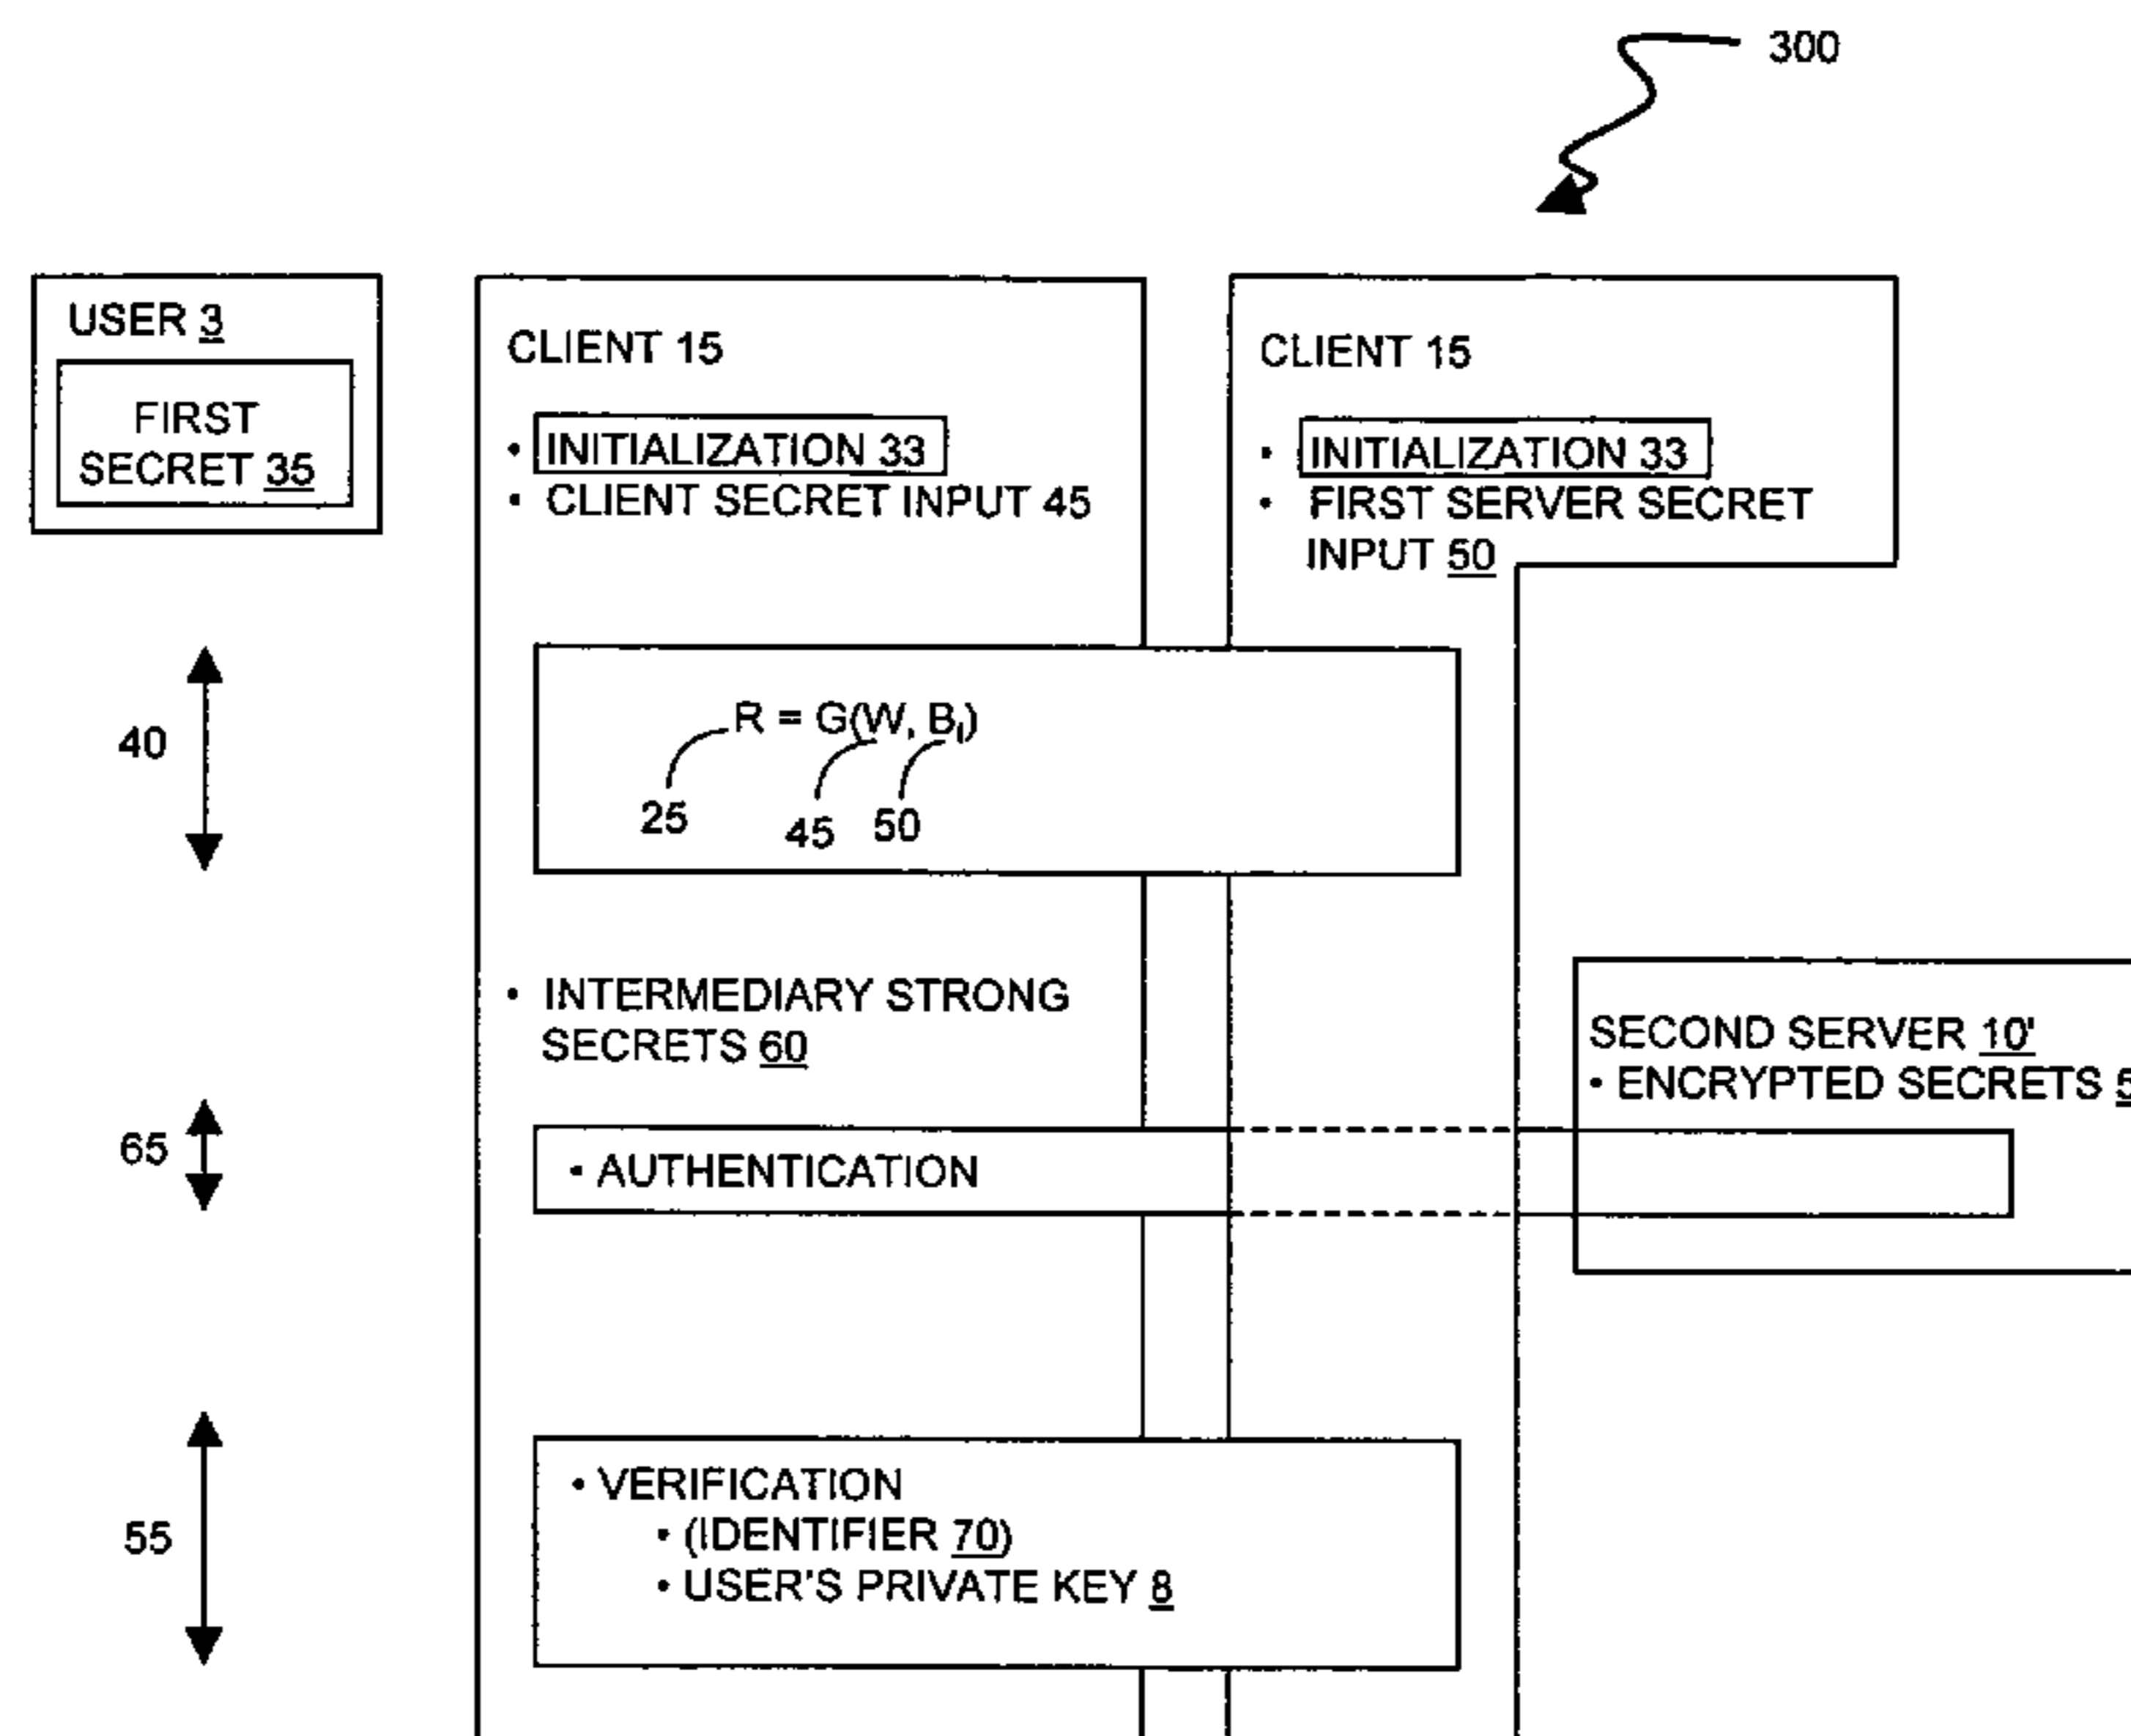 300
USER 3
FIRST
SECRET 35
CLIENT 15
• INITIALIZATION 33
• CLIENT SECRET INPUT 45
CLIENT 15
• INITIALIZATION 33
• FIRST SERVER SECRET
INPUT 50
40
R = G(W, Bᵢ)
25
45
50
• INTERMEDIARY STRONG
SECRETS 60
SECOND SERVER 10'
• ENCRYPTED SECRETS
65
• AUTHENTICATION
55
• VERIFICATION
• (IDENTIFIER 70)
• USER'S PRIVATE KEY 8